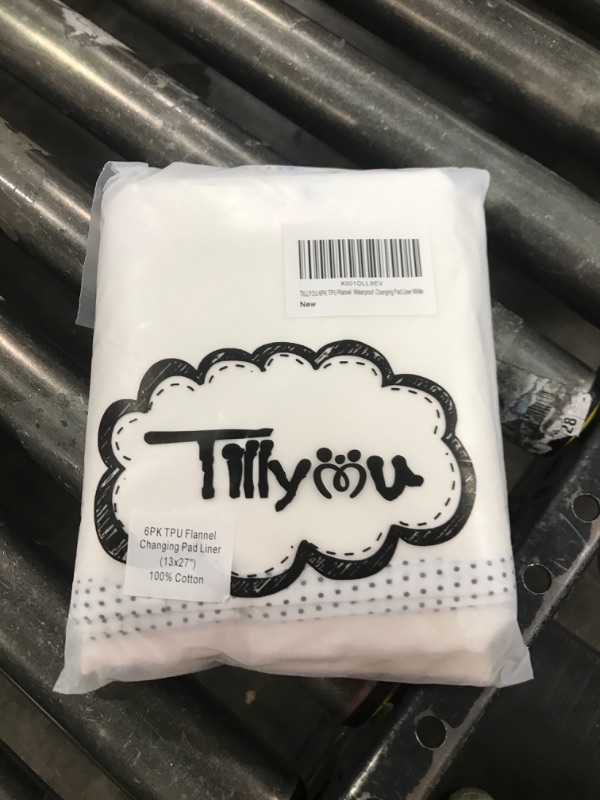 X001OLL9EV
TILLYOU 6PK TPU Flannel Waterproof Changing Pad Liner White
New
Tillyou
6PK TPU Flannel
Changing Pad Liner
(13x27")
100% Cotton
28